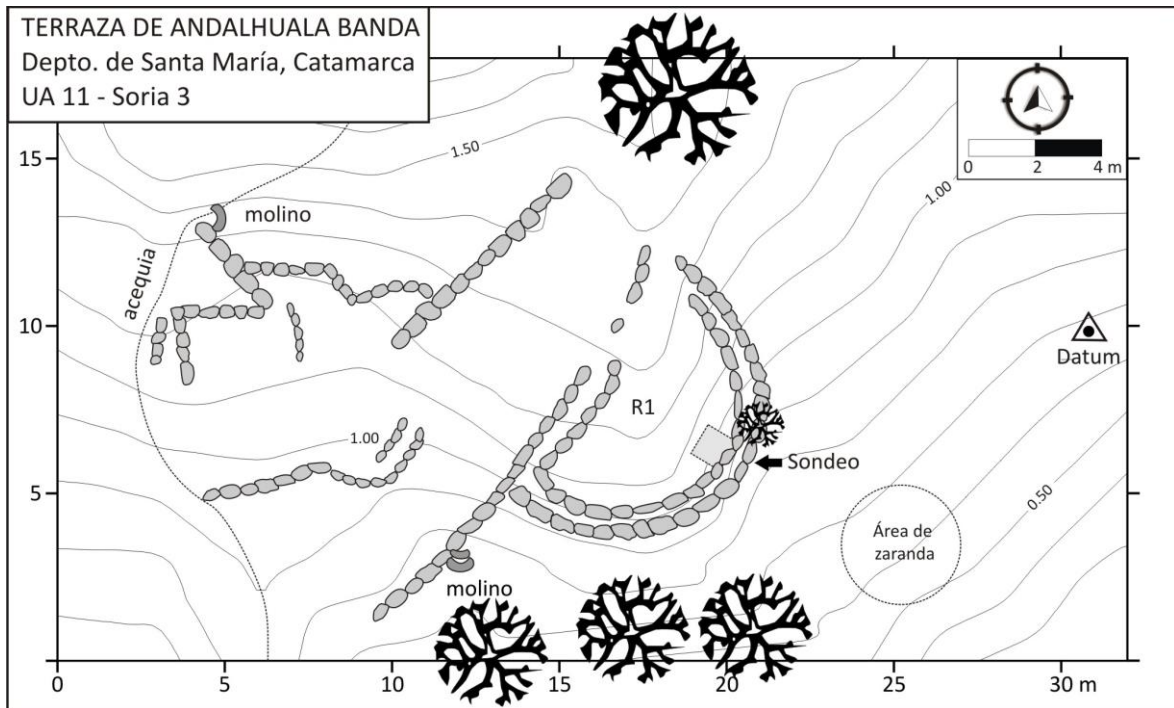 TERRAZA DE ANDALHUALA BANDA
Depto. de Santa María, Catamarca
UA 11 - Soria 3
0 2 4 m
1.50
1.00
15
molino
acequia
10
Datum
R1
1.00
Sondeo
5
0.50
Área de
zaranda
molino
0 5 10 15 20 25 30 m